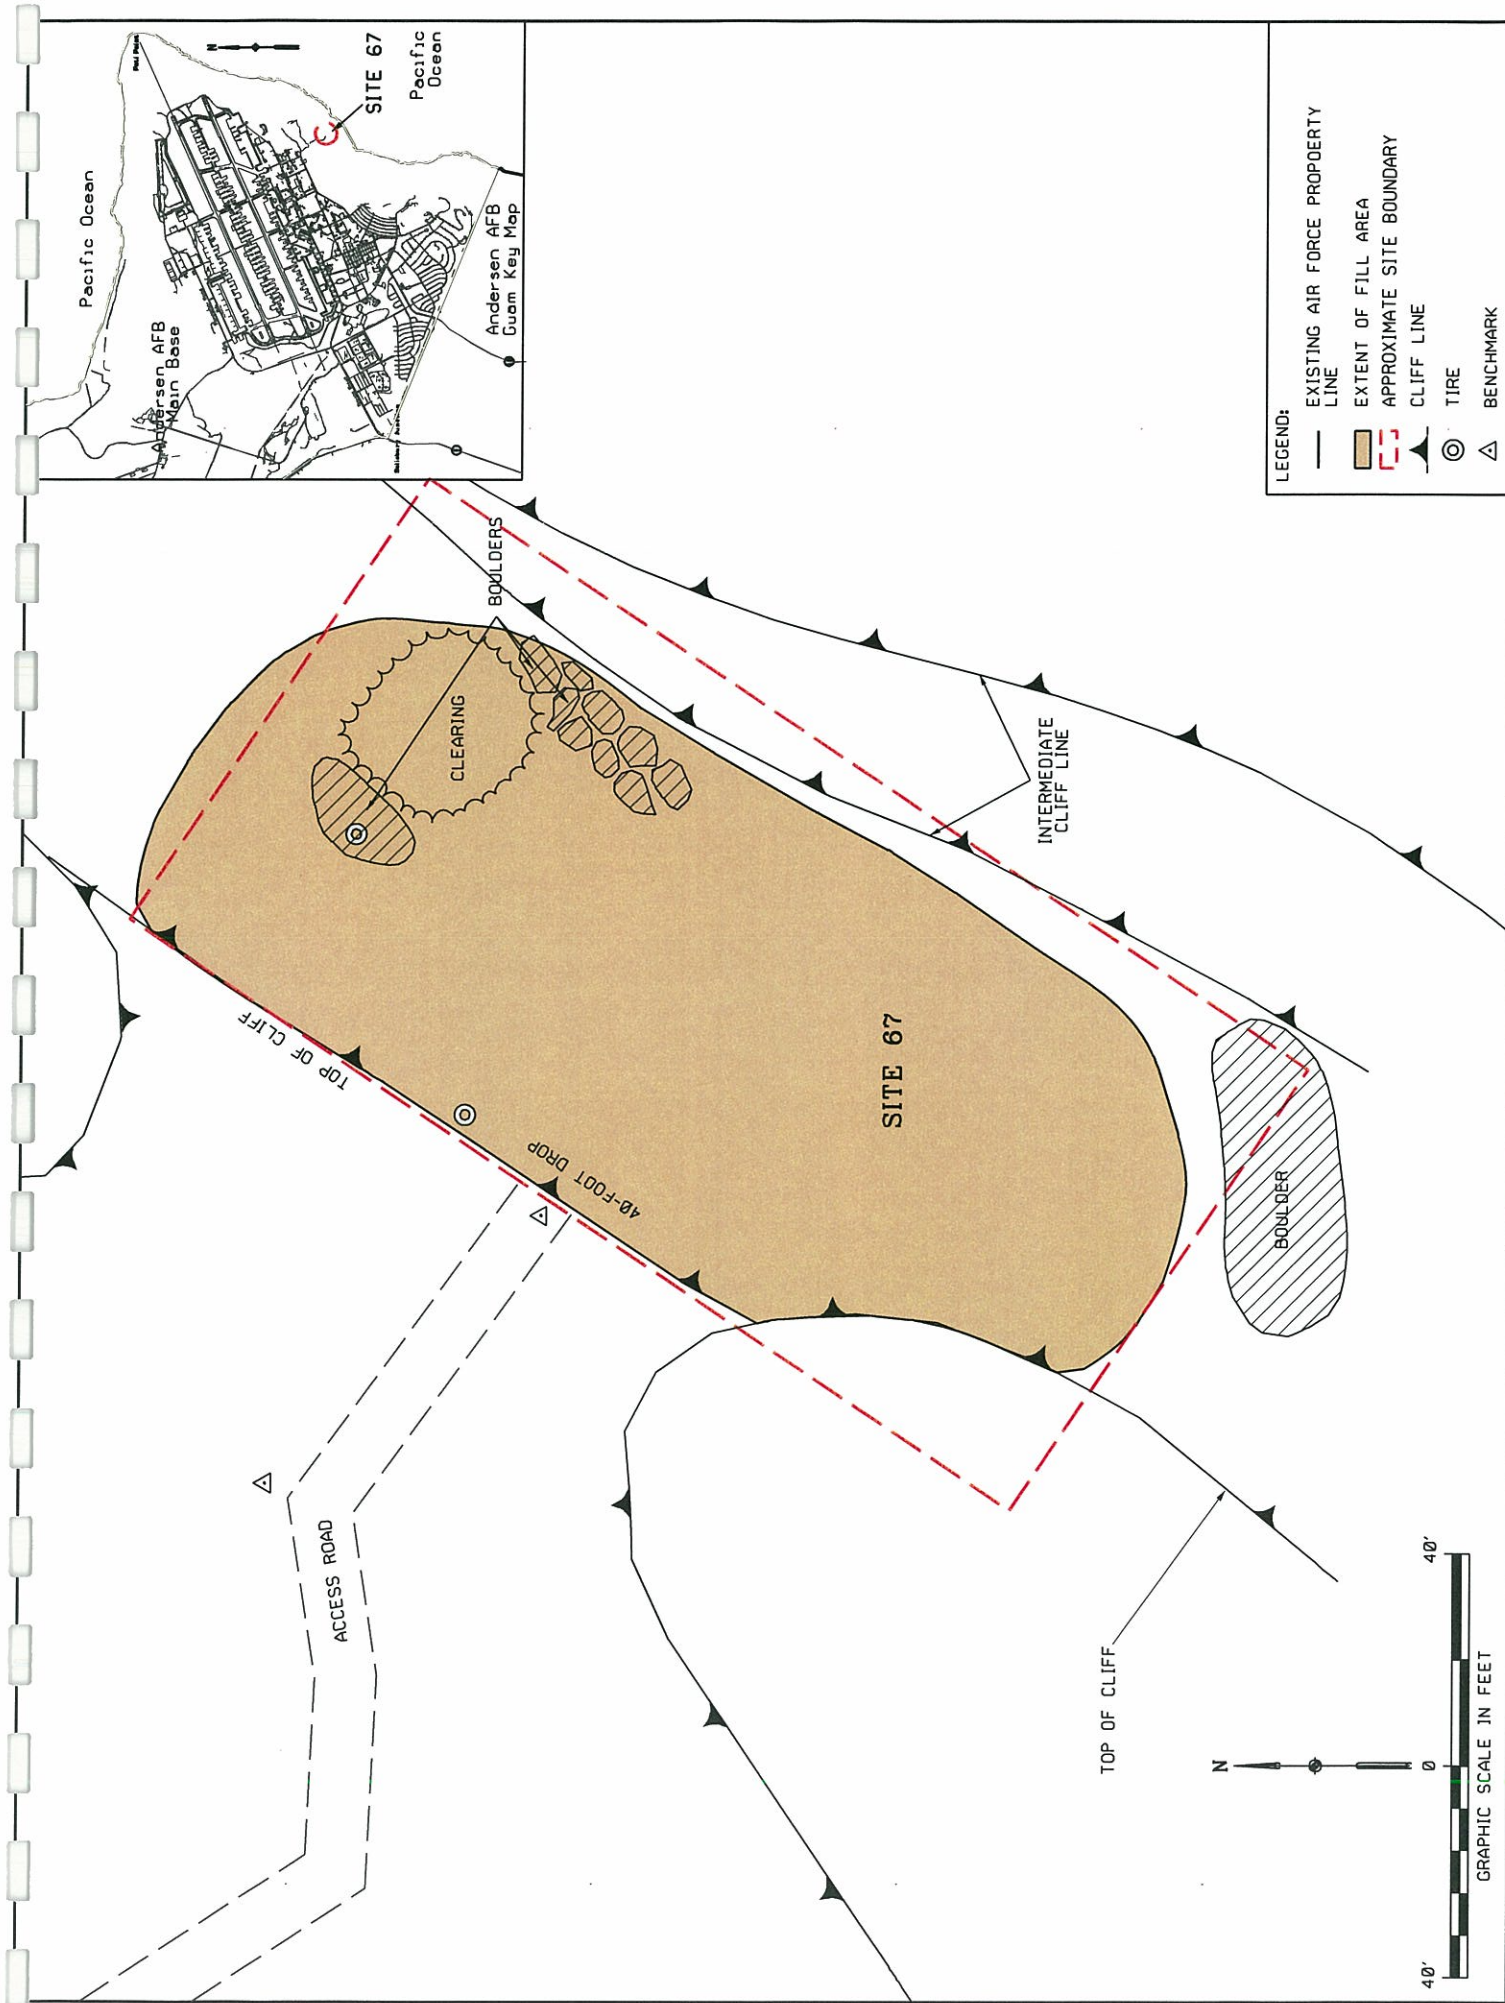 Pacific Ocean
Pati Point
N
SITE 67
Pacific
Ocean
Andersen AFB
Main Base
Andersen AFB
Guam Key Map
BOULDERS
CLEARING
INTERMEDIATE
CLIFF LINE
TOP OF CLIFF
40-FOOT DROP
SITE 67
BOULDER
ACCESS ROAD
TOP OF CLIFF
N
40'
0
40'
GRAPHIC SCALE IN FEET
LEGEND:
EXISTING AIR FORCE PROPOERTY
LINE
EXTENT OF FILL AREA
APPROXIMATE SITE BOUNDARY
CLIFF LINE
TIRE
BENCHMARK